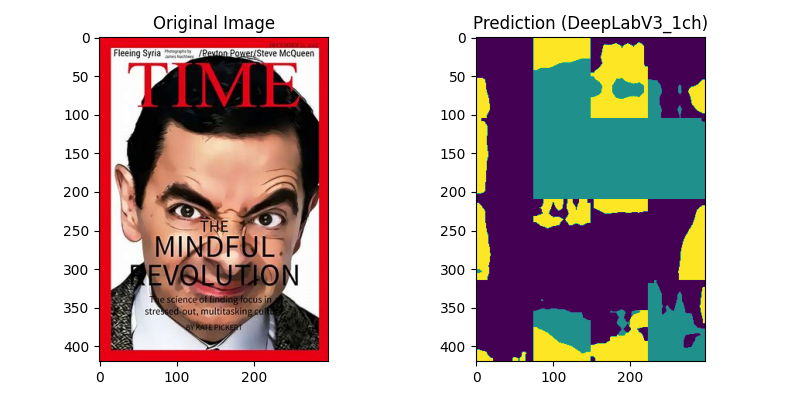 Original Image
Prediction (DeepLabV3_1ch)
Fleeing Syria Photographs by /Peyton Power/Steve McQueen
TIME
THE
MINDFUL
REVOLUTION
The science of finding focus in a
stressed-out, multitasking
BY KATE PICKERT
0
50
100
150
200
250
300
350
400
0 100 200
0
50
100
150
200
250
300
350
400
0 100 200